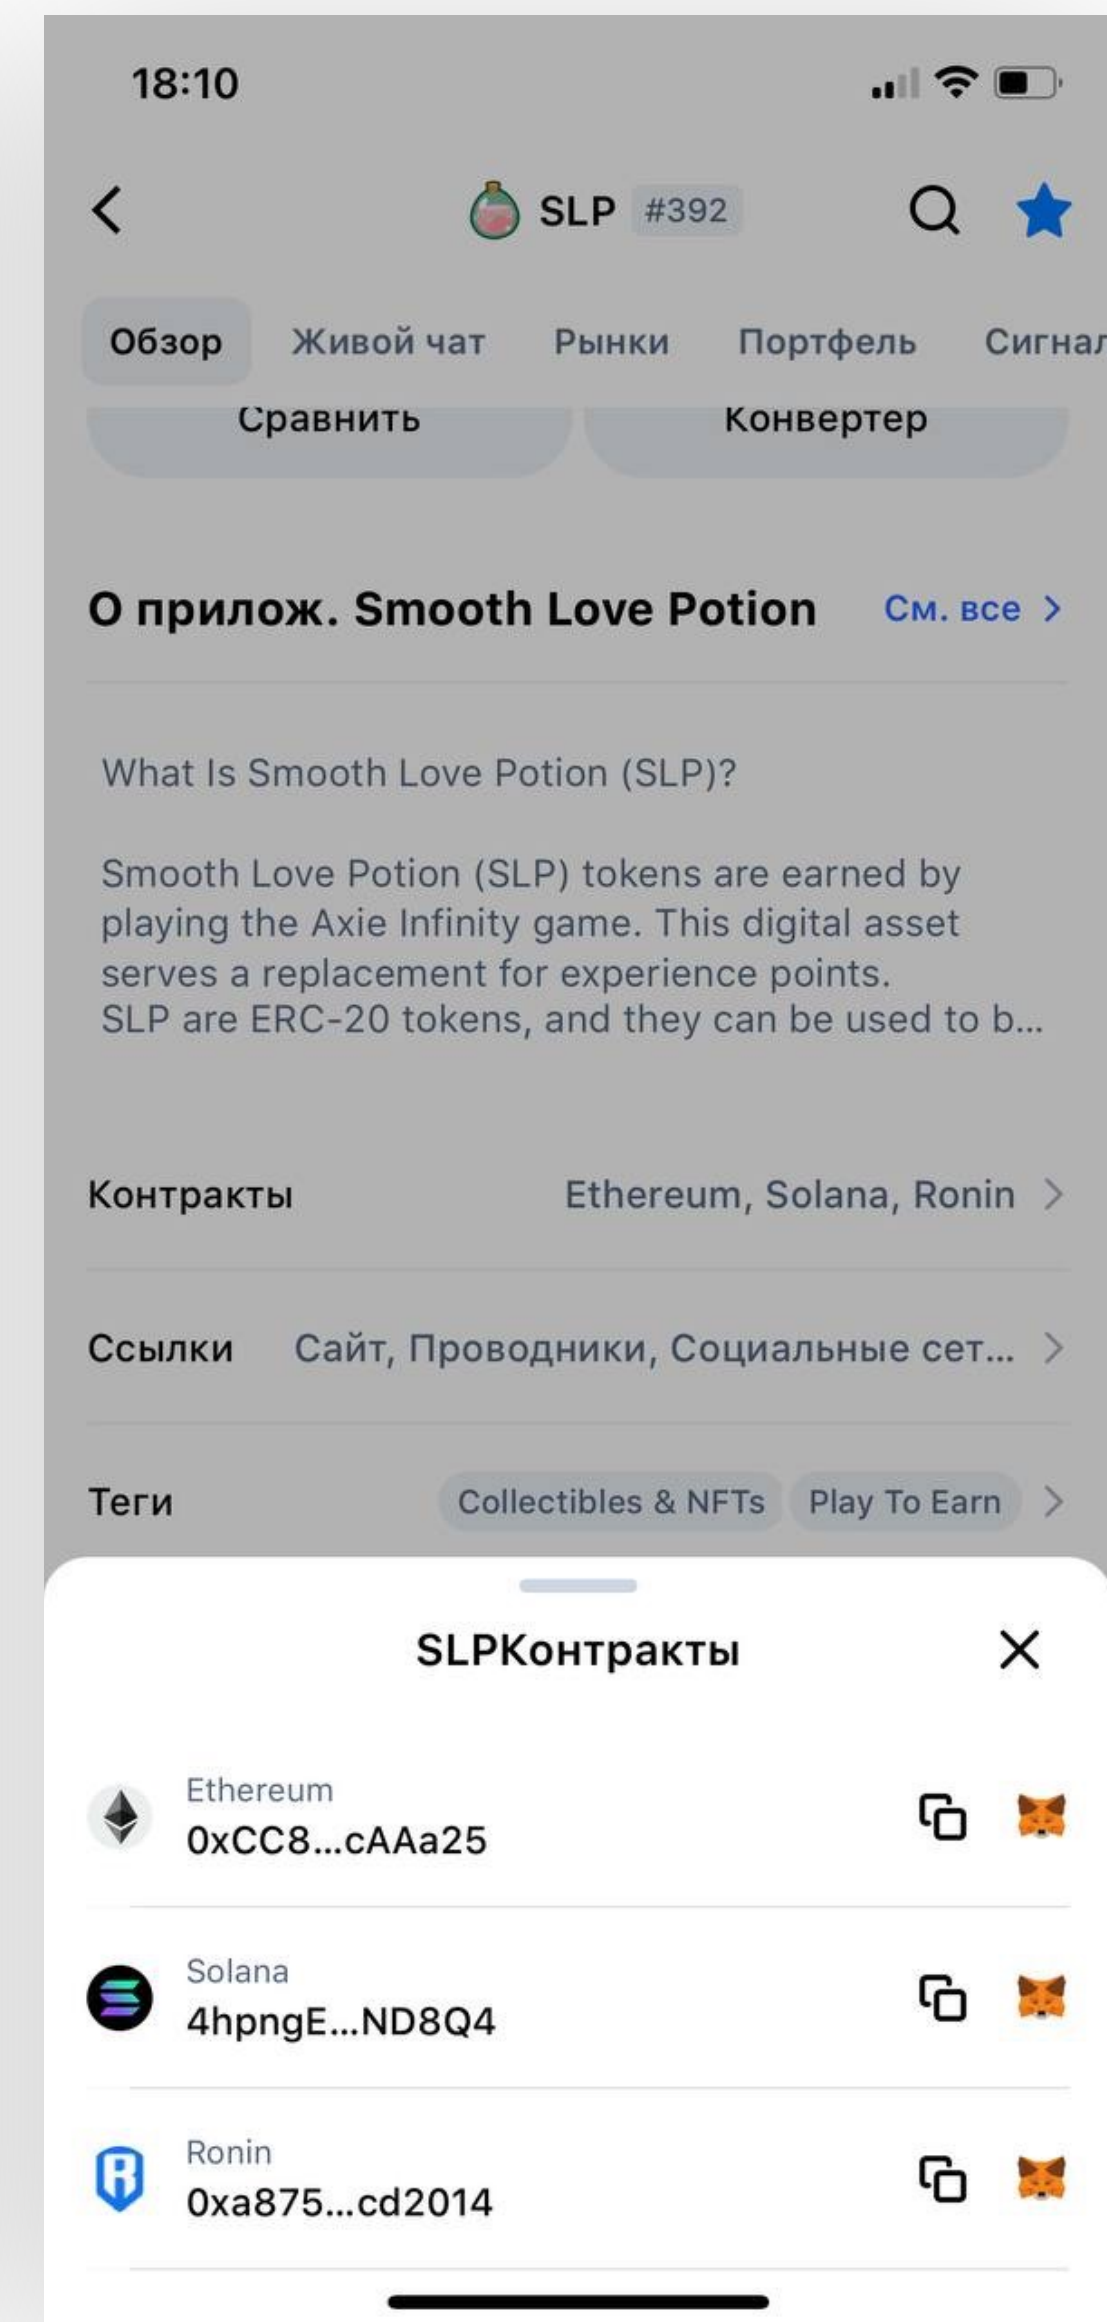 18:10
SLP #392
Обзор Живой чат Рынки Портфель Сигнал
Сравнить Конвертер
О прилож. Smooth Love Potion См. все
What Is Smooth Love Potion (SLP)?
Smooth Love Potion (SLP) tokens are earned by
playing the Axie Infinity game. This digital asset
serves a replacement for experience points.
SLP are ERC-20 tokens, and they can be used to b...
Контракты Ethereum, Solana, Ronin
Ссылки Сайт, Проводники, Социальные сет...
Теги Collectibles & NFTs Play To Earn
SLPКонтракты
Ethereum
0xCC8...cAAa25
Solana
4hpngE...ND8Q4
Ronin
0xa875...cd2014